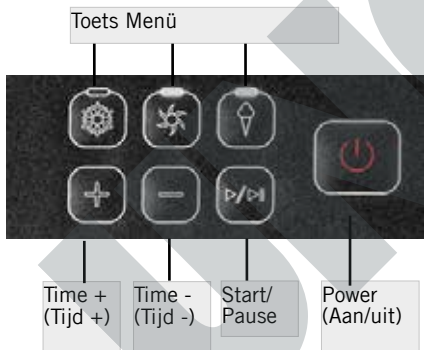 Toets Menü
Time +
(Tijd +)
Time -
(Tijd -)
Start/
Pause
Power
(Aan/uit)